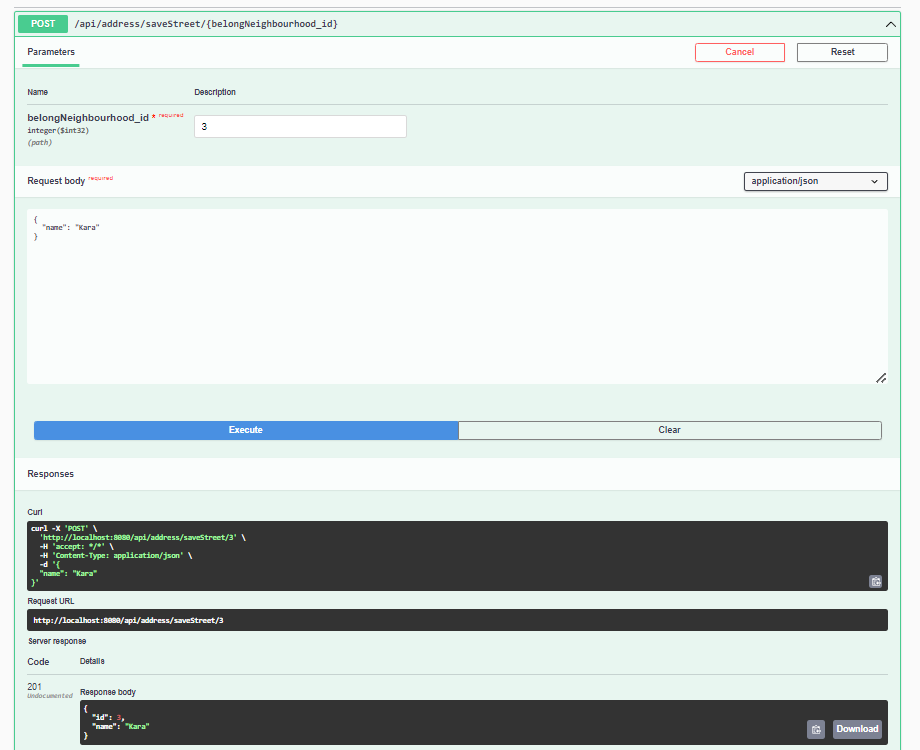 POST /api/address/saveStreet/{belongNeighbourhood_id}
Parameters
Cancel
Reset
Name Description
belongNeighbourhood_id * required
integer($int32)
(path)
3
Request body required
application/json
{
"name": "Kara"
}
Execute
Clear
Responses
Curl
curl -X 'POST' \
'http://localhost:8080/api/address/saveStreet/3' \
-H 'accept: */*' \
-H 'Content-Type: application/json' \
-d '{
"name": "Kara"
}'
Request URL
http://localhost:8080/api/address/saveStreet/3
Server response
Code Details
201
Undocumented
Response body
{
"id": 3,
"name": "Kara"
}
Download